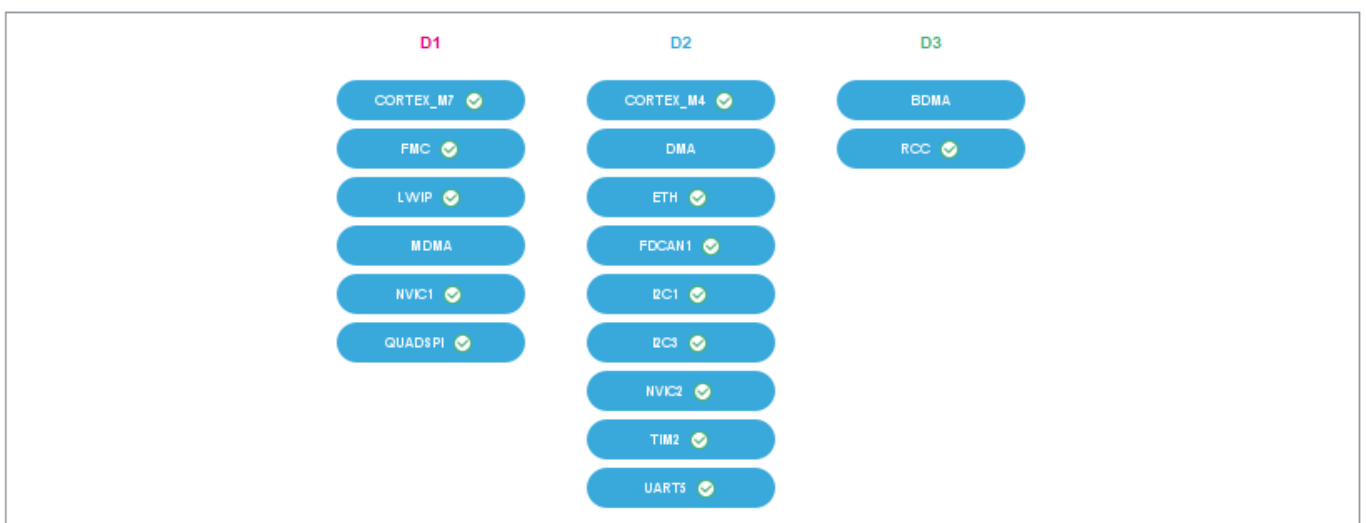 D1 D2 D3
CORTEX_M7 CORTEX_M4 BDMA
FMC DMA RCC
LWIP ETH
MDMA FDCAN1
NVIC1 I2C1
QUADSPI I2C3
NVIC2
TIM2
UART5